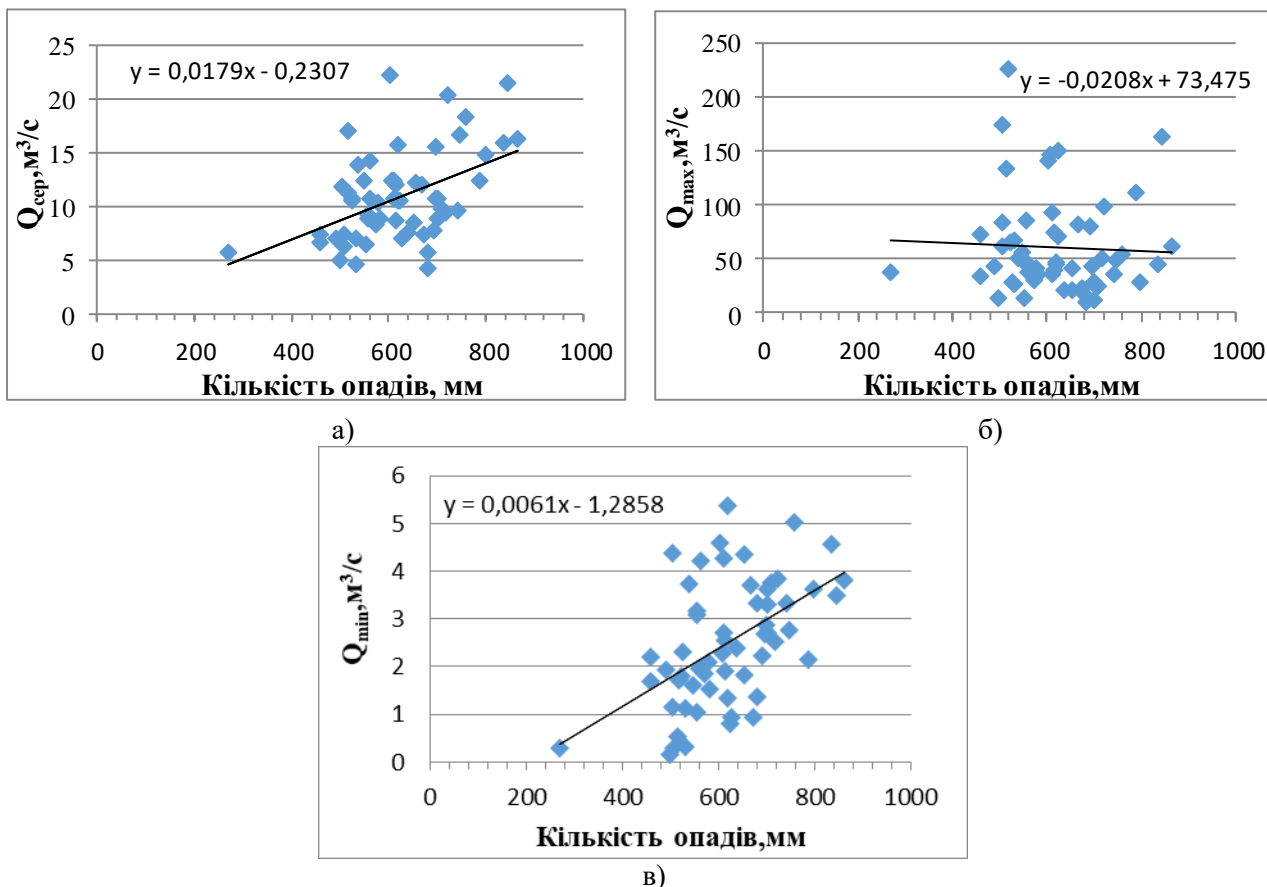 y = 0,0179x - 0,2307
25
20
15
10
5
0
0 200 400 600 800 1000
Qсер,м³/с
Кількість опадів, мм
а)
y = -0,0208x + 73,475
250
200
150
100
50
0
0 200 400 600 800 1000
Qmax,м³/с
Кількість опадів,мм
б)
y = 0,0061x - 1,2858
6
5
4
3
2
1
0
0 200 400 600 800 1000
Qmin,м³/с
Кількість опадів,мм
в)